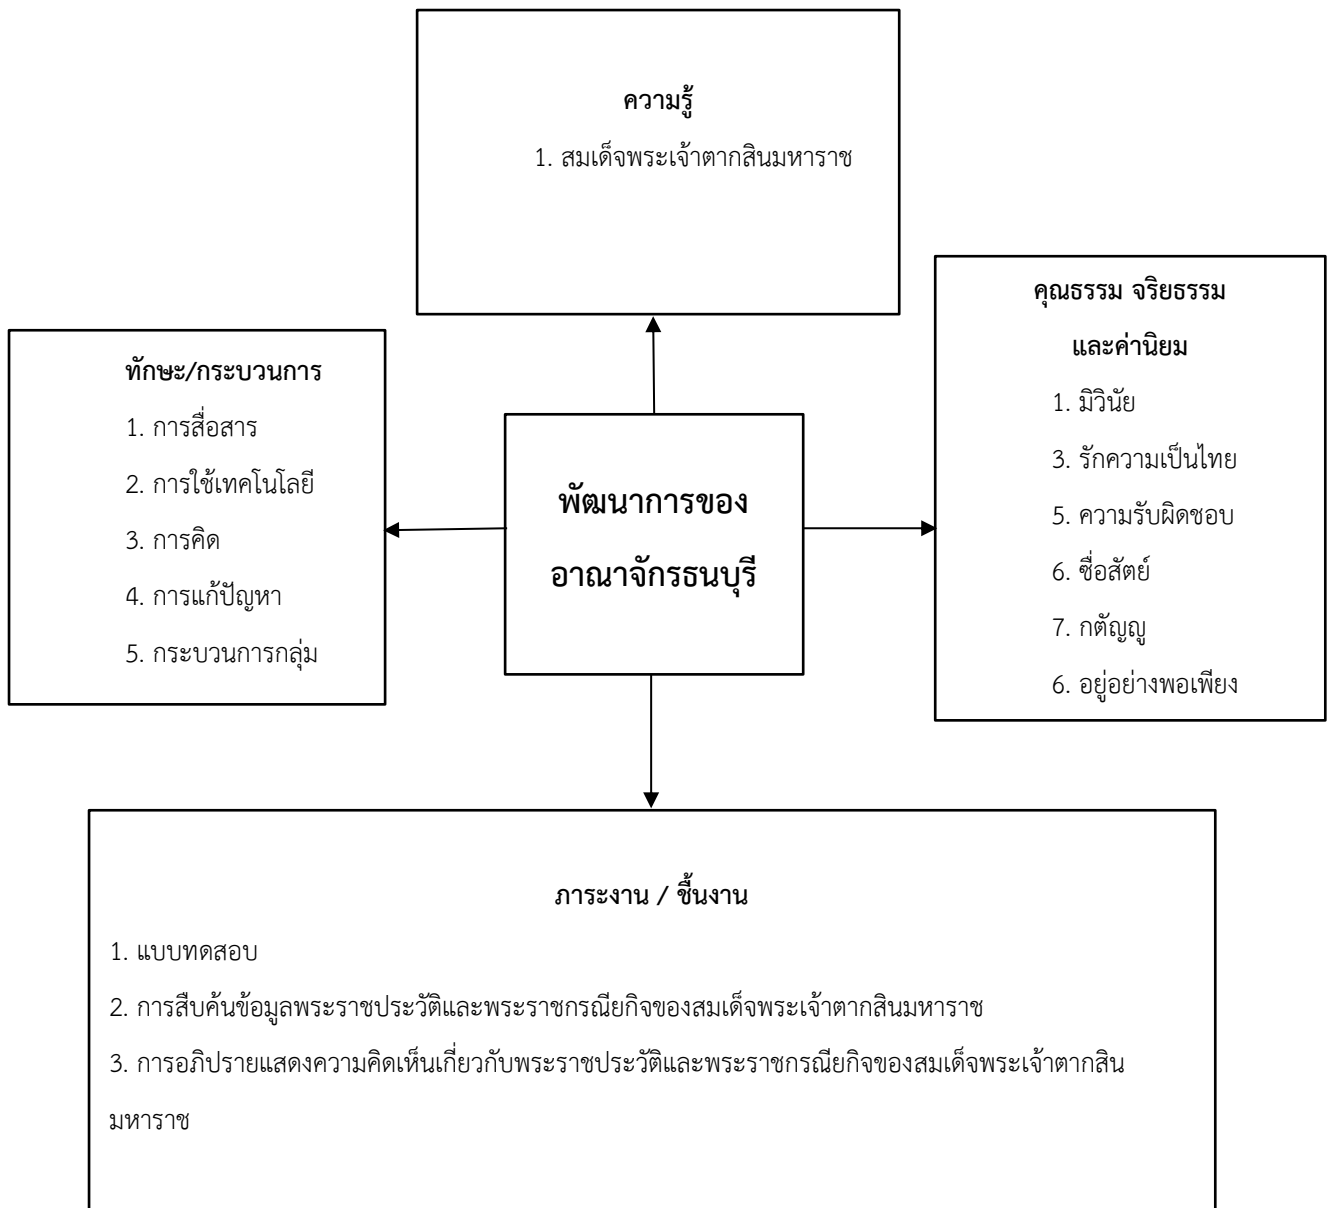 ความรู้
1. สมเด็จพระเจ้าตากสินมหาราช
ทักษะ/กระบวนการ
1. การสื่อสาร
2. การใช้เทคโนโลยี
3. การคิด
4. การแก้ปัญหา
5. กระบวนการกลุ่ม
พัฒนาการของ
อาณาจักรธนบุรี
คุณธรรม จริยธรรม
และค่านิยม
1. มิวินัย
3. รักความเป็นไทย
5. ความรับผิดชอบ
6. ซื่อสัตย์
7. กตัญญู
6. อยู่อย่างพอเพียง
ภาระงาน / ชื้นงาน
1. แบบทดสอบ
2. การสืบค้นข้อมูลพระราชประวัติและพระราชกรณียกิจของสมเด็จพระเจ้าตากสินมหาราช
3. การอภิปรายแสดงความคิดเห็นเกี่ยวกับพระราชประวัติและพระราชกรณียกิจของสมเด็จพระเจ้าตากสิน
มหาราช